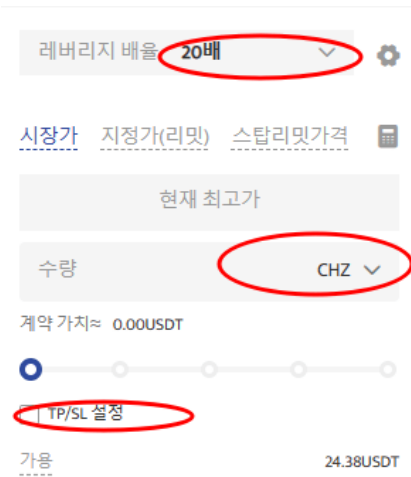 레버리지 배율 20배
시장가 지정가(리밋) 스탑리밋가격
현재 최고가
수량 CHZ
계약 가치≈ 0.00USDT
TP/SL 설정
가용 24.38USDT